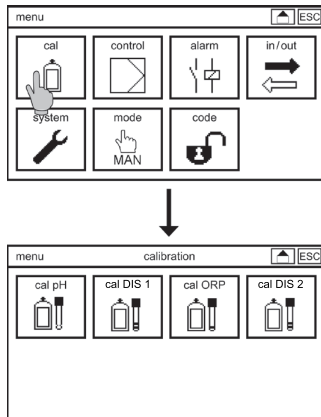 menu ESC
cal control alarm in/out
system mode code
MAN
menu calibration ESC
cal pH cal DIS 1 cal ORP cal DIS 2